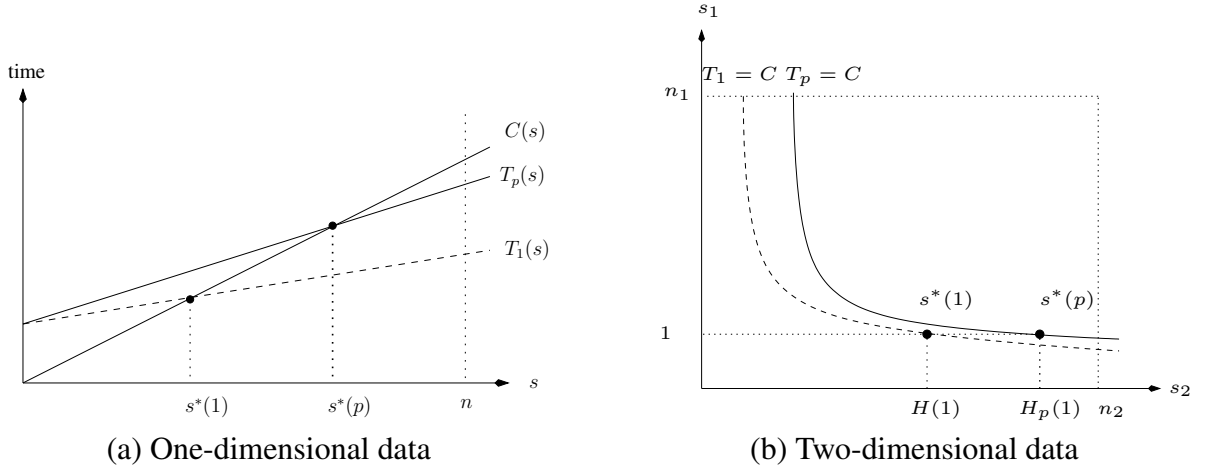 time
C(s)
T_p(s)
T_1(s)
s
s*(1)
s*(p)
n
(a) One-dimensional data
s_1
T_1 = C
T_p = C
n_1
s*(1)
s*(p)
1
s_2
H(1)
H_p(1)
n_2
(b) Two-dimensional data